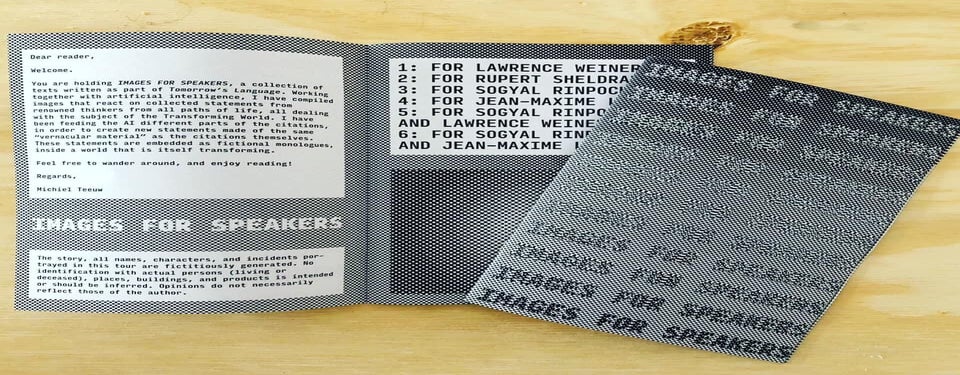 Dear reader,
Welcome.
You are holding IMAGES FOR SPEAKERS, a collection of
texts written as part of Tomorrow's Language. Working
together with artificial intelligence, I have compiled
images that react on collected statements from
renowned thinkers from all paths of life, all dealing
with the subject of the Transforming World. I have
been feeding the AI different parts of the citations,
in order to create new statements made of the same
"vernacular material" as the citations themselves.
These statements are embedded as fictional monologues,
inside a world that is itself transforming.
Feel free to wander around, and enjoy reading!
Regards,
Michiel Teeuw
IMAGES FOR SPEAKERS
The story, all names, characters, and incidents por-
trayed in this tour are fictitiously generated. No
identification with actual persons (living or
deceased), places, buildings, and products is intended
or should be inferred. Opinions do not necessarily
reflect those of the author.
1: FOR LAWRENCE WEINER
2: FOR RUPERT
3: FOR SOGYAL
4: FOR JEAN-MAXIME
5: FOR SOGYAL
AND LAWRENCE
6: FOR SOGYAL
AND JEAN-MAXIME
IMAGES FOR SPEAKERS
IMAGES FOR SPEAKERS
IMAGES FOR SPEAKERS
IMAGES FOR SPEAKERS
IMAGES FOR SPEAKERS